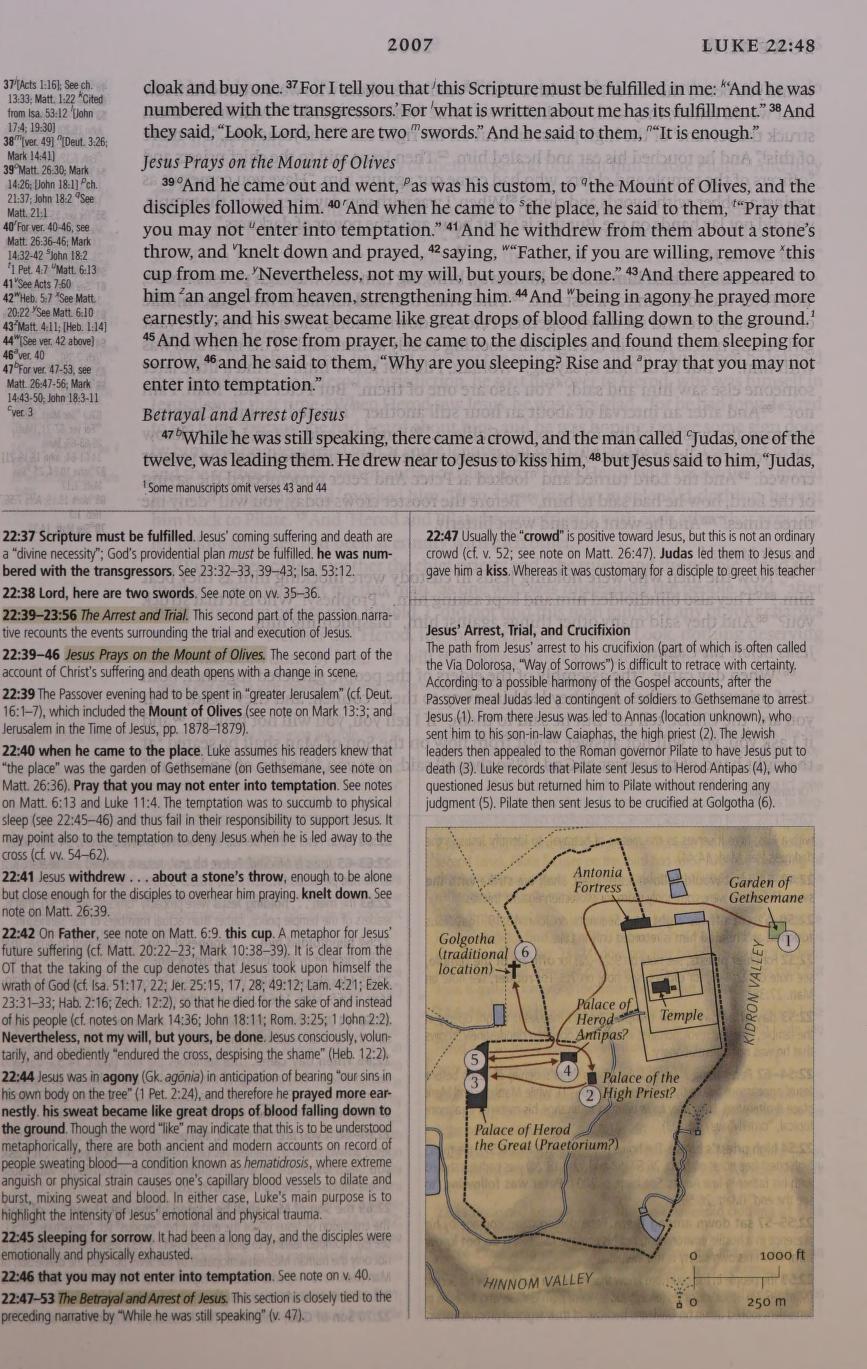 2007
LUKE 22:48
37 j[Acts 1:16]; See ch.
13:33; Matt. 1:22 kCited
from Isa. 53:12 l[John
17:4; 19:30]
38 m[ver. 49] n[Deut. 3:26;
Mark 14:41]
39 oMatt. 26:30; Mark
14:26; [John 18:1] pch.
21:37; John 18:2 qSee
Matt. 21:1
40 rFor ver. 40-46, see
Matt. 26:36-46; Mark
14:32-42 sJohn 18:2
t1 Pet. 4:7 uMatt. 6:13
41 vSee Acts 7:60
42 wHeb. 5:7 xSee Matt.
20:22 ySee Matt. 6:10
43 zMatt. 4:11; [Heb. 1:14]
44 w[See ver. 42 above]
46 aver. 40
47 bFor ver. 47-53, see
Matt. 26:47-56; Mark
14:43-50; John 18:3-11
cver. 3
cloak and buy one. 37 For I tell you that jthis Scripture must be fulfilled in me: k“‘And he was
numbered with the transgressors.’ For lwhat is written about me has its fulfillment.” 38 And
they said, “Look, Lord, here are two mswords.” And he said to them, n“It is enough.”
Jesus Prays on the Mount of Olives
39 oAnd he came out and went, pas was his custom, to qthe Mount of Olives, and the
disciples followed him. 40 rAnd when he came to sthe place, he said to them, t“Pray that
you may not uenter into temptation.” 41 And he withdrew from them about a stone’s
throw, and vknelt down and prayed, 42 saying, w“Father, if you are willing, remove xthis
cup from me. yNevertheless, not my will, but yours, be done.” 43 And there appeared to
him zan angel from heaven, strengthening him. 44 And wbeing in agony he prayed more
earnestly; and his sweat became like great drops of blood falling down to the ground.1
45 And when he rose from prayer, he came to the disciples and found them sleeping for
sorrow, 46 and he said to them, “Why are you sleeping? Rise and apray that you may not
enter into temptation.”
Betrayal and Arrest of Jesus
47 bWhile he was still speaking, there came a crowd, and the man called cJudas, one of the
twelve, was leading them. He drew near to Jesus to kiss him, 48 but Jesus said to him, “Judas,
1 Some manuscripts omit verses 43 and 44
22:37 Scripture must be fulfilled. Jesus’ coming suffering and death are
a “divine necessity”; God’s providential plan must be fulfilled. he was num-
bered with the transgressors. See 23:32–33, 39–43; Isa. 53:12.
22:38 Lord, here are two swords. See note on vv. 35–36.
22:39–23:56 The Arrest and Trial. This second part of the passion narra-
tive recounts the events surrounding the trial and execution of Jesus.
22:39–46 Jesus Prays on the Mount of Olives. The second part of the
account of Christ’s suffering and death opens with a change in scene.
22:39 The Passover evening had to be spent in “greater Jerusalem” (cf. Deut.
16:1–7), which included the Mount of Olives (see note on Mark 13:3; and
Jerusalem in the Time of Jesus, pp. 1878–1879).
22:40 when he came to the place. Luke assumes his readers knew that
“the place” was the garden of Gethsemane (on Gethsemane, see note on
Matt. 26:36). Pray that you may not enter into temptation. See notes
on Matt. 6:13 and Luke 11:4. The temptation was to succumb to physical
sleep (see 22:45–46) and thus fail in their responsibility to support Jesus. It
may point also to the temptation to deny Jesus when he is led away to the
cross (cf. vv. 54–62).
22:41 Jesus withdrew . . . about a stone’s throw, enough to be alone
but close enough for the disciples to overhear him praying. knelt down. See
note on Matt. 26:39.
22:42 On Father, see note on Matt. 6:9. this cup. A metaphor for Jesus’
future suffering (cf. Matt. 20:22–23; Mark 10:38–39). It is clear from the
OT that the taking of the cup denotes that Jesus took upon himself the
wrath of God (cf. Isa. 51:17, 22; Jer. 25:15, 17, 28; 49:12; Lam. 4:21; Ezek.
23:31–33; Hab. 2:16; Zech. 12:2), so that he died for the sake of and instead
of his people (cf. notes on Mark 14:36; John 18:11; Rom. 3:25; 1 John 2:2).
Nevertheless, not my will, but yours, be done. Jesus consciously, volun-
tarily, and obediently “endured the cross, despising the shame” (Heb. 12:2).
22:44 Jesus was in agony (Gk. agōnia) in anticipation of bearing “our sins in
his own body on the tree” (1 Pet. 2:24), and therefore he prayed more ear-
nestly. his sweat became like great drops of blood falling down to
the ground. Though the word “like” may indicate that this is to be understood
metaphorically, there are both ancient and modern accounts on record of
people sweating blood—a condition known as hematidrosis, where extreme
anguish or physical strain causes one’s capillary blood vessels to dilate and
burst, mixing sweat and blood. In either case, Luke’s main purpose is to
highlight the intensity of Jesus’ emotional and physical trauma.
22:45 sleeping for sorrow. It had been a long day, and the disciples were
emotionally and physically exhausted.
22:46 that you may not enter into temptation. See note on v. 40.
22:47–53 The Betrayal and Arrest of Jesus. This section is closely tied to the
preceding narrative by “While he was still speaking” (v. 47).
22:47 Usually the “crowd” is positive toward Jesus, but this is not an ordinary
crowd (cf. v. 52; see note on Matt. 26:47). Judas led them to Jesus and
gave him a kiss. Whereas it was customary for a disciple to greet his teacher
Jesus’ Arrest, Trial, and Crucifixion
The path from Jesus’ arrest to his crucifixion (part of which is often called
the Via Dolorosa, “Way of Sorrows”) is difficult to retrace with certainty.
According to a possible harmony of the Gospel accounts, after the
Passover meal Judas led a contingent of soldiers to Gethsemane to arrest
Jesus (1). From there Jesus was led to Annas (location unknown), who
sent him to his son-in-law Caiaphas, the high priest (2). The Jewish
leaders then appealed to the Roman governor Pilate to have Jesus put to
death (3). Luke records that Pilate sent Jesus to Herod Antipas (4), who
questioned Jesus but returned him to Pilate without rendering any
judgment (5). Pilate then sent Jesus to be crucified at Golgotha (6).
Antonia
Fortress
Garden of
Gethsemane
1
Golgotha
(traditional
location)
6
KIDRON VALLEY
Palace of
Herod
Antipas?
Temple
5
4
3
2
Palace of the
High Priest?
Palace of Herod
the Great (Praetorium?)
HINNOM VALLEY
0
1000 ft
0
250 m